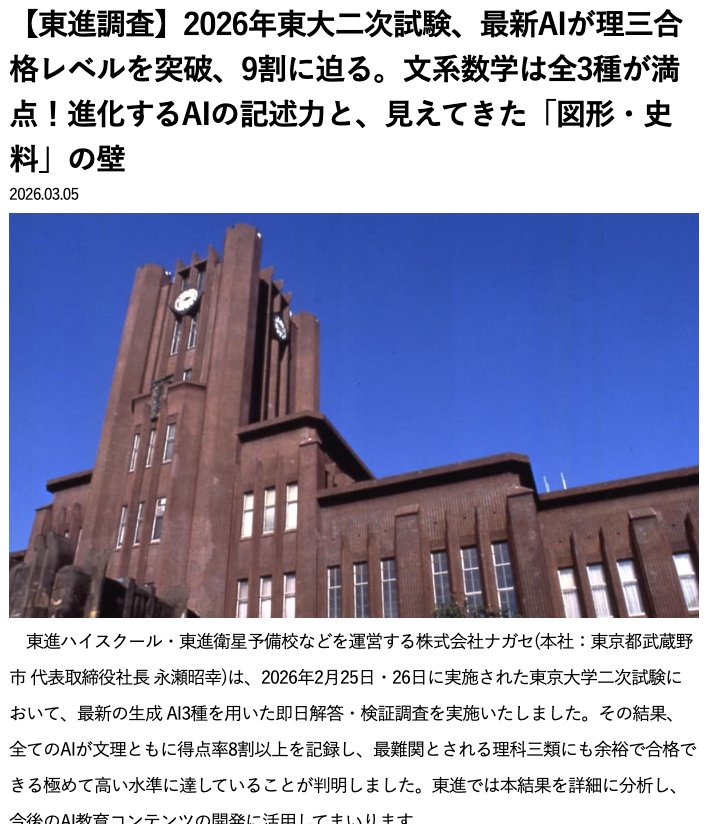 【東進調査】2026年東大二次試験、最新AIが理三合
格レベルを突破、9割に迫る。文系数学は全3種が満
点！進化するAIの記述力と、見えてきた「図形・史
料」の壁
2026.03.05
東進ハイスクール・東進衛星予備校などを運営する株式会社ナガセ(本社：東京都武蔵野
市 代表取締役社長 永瀬昭幸)は、2026年2月25日・26日に実施された東京大学二次試験に
おいて、最新の生成 AI3種を用いた即日解答・検証調査を実施いたしました。その結果、
全てのAIが文理ともに得点率8割以上を記録し、最難関とされる理科三類にも余裕で合格で
きる極めて高い水準に達していることが判明しました。東進では本結果を詳細に分析し、
今後のAI教育コンテンツの開発に活用してまいります。